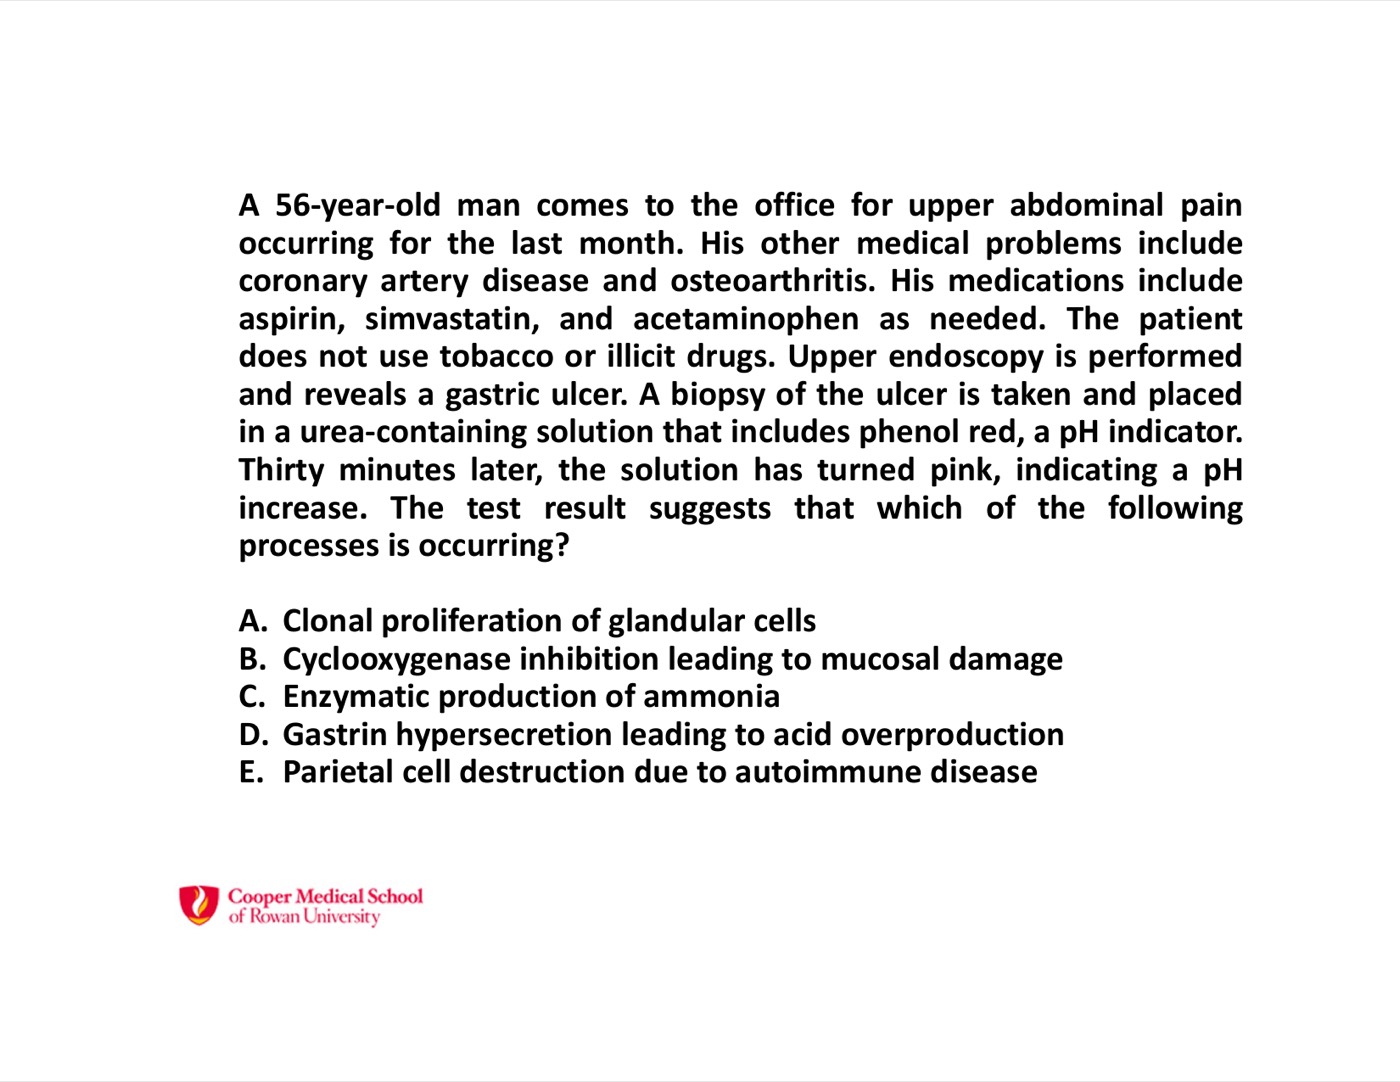 A 56-year-old man comes to the office for upper abdominal pain
occurring for the last month. His other medical problems include
coronary artery disease and osteoarthritis. His medications include
aspirin, simvastatin, and acetaminophen as needed. The patient
does not use tobacco or illicit drugs. Upper endoscopy is performed
and reveals a gastric ulcer. A biopsy of the ulcer is taken and placed
in a urea-containing solution that includes phenol red, a pH indicator.
Thirty minutes later, the solution has turned pink, indicating a pH
increase. The test result suggests that which of the following
processes is occurring?
A. Clonal proliferation of glandular cells
B. Cyclooxygenase inhibition leading to mucosal damage
C. Enzymatic production of ammonia
D. Gastrin hypersecretion leading to acid overproduction
E. Parietal cell destruction due to autoimmune disease
Cooper Medical School
of Rowan University